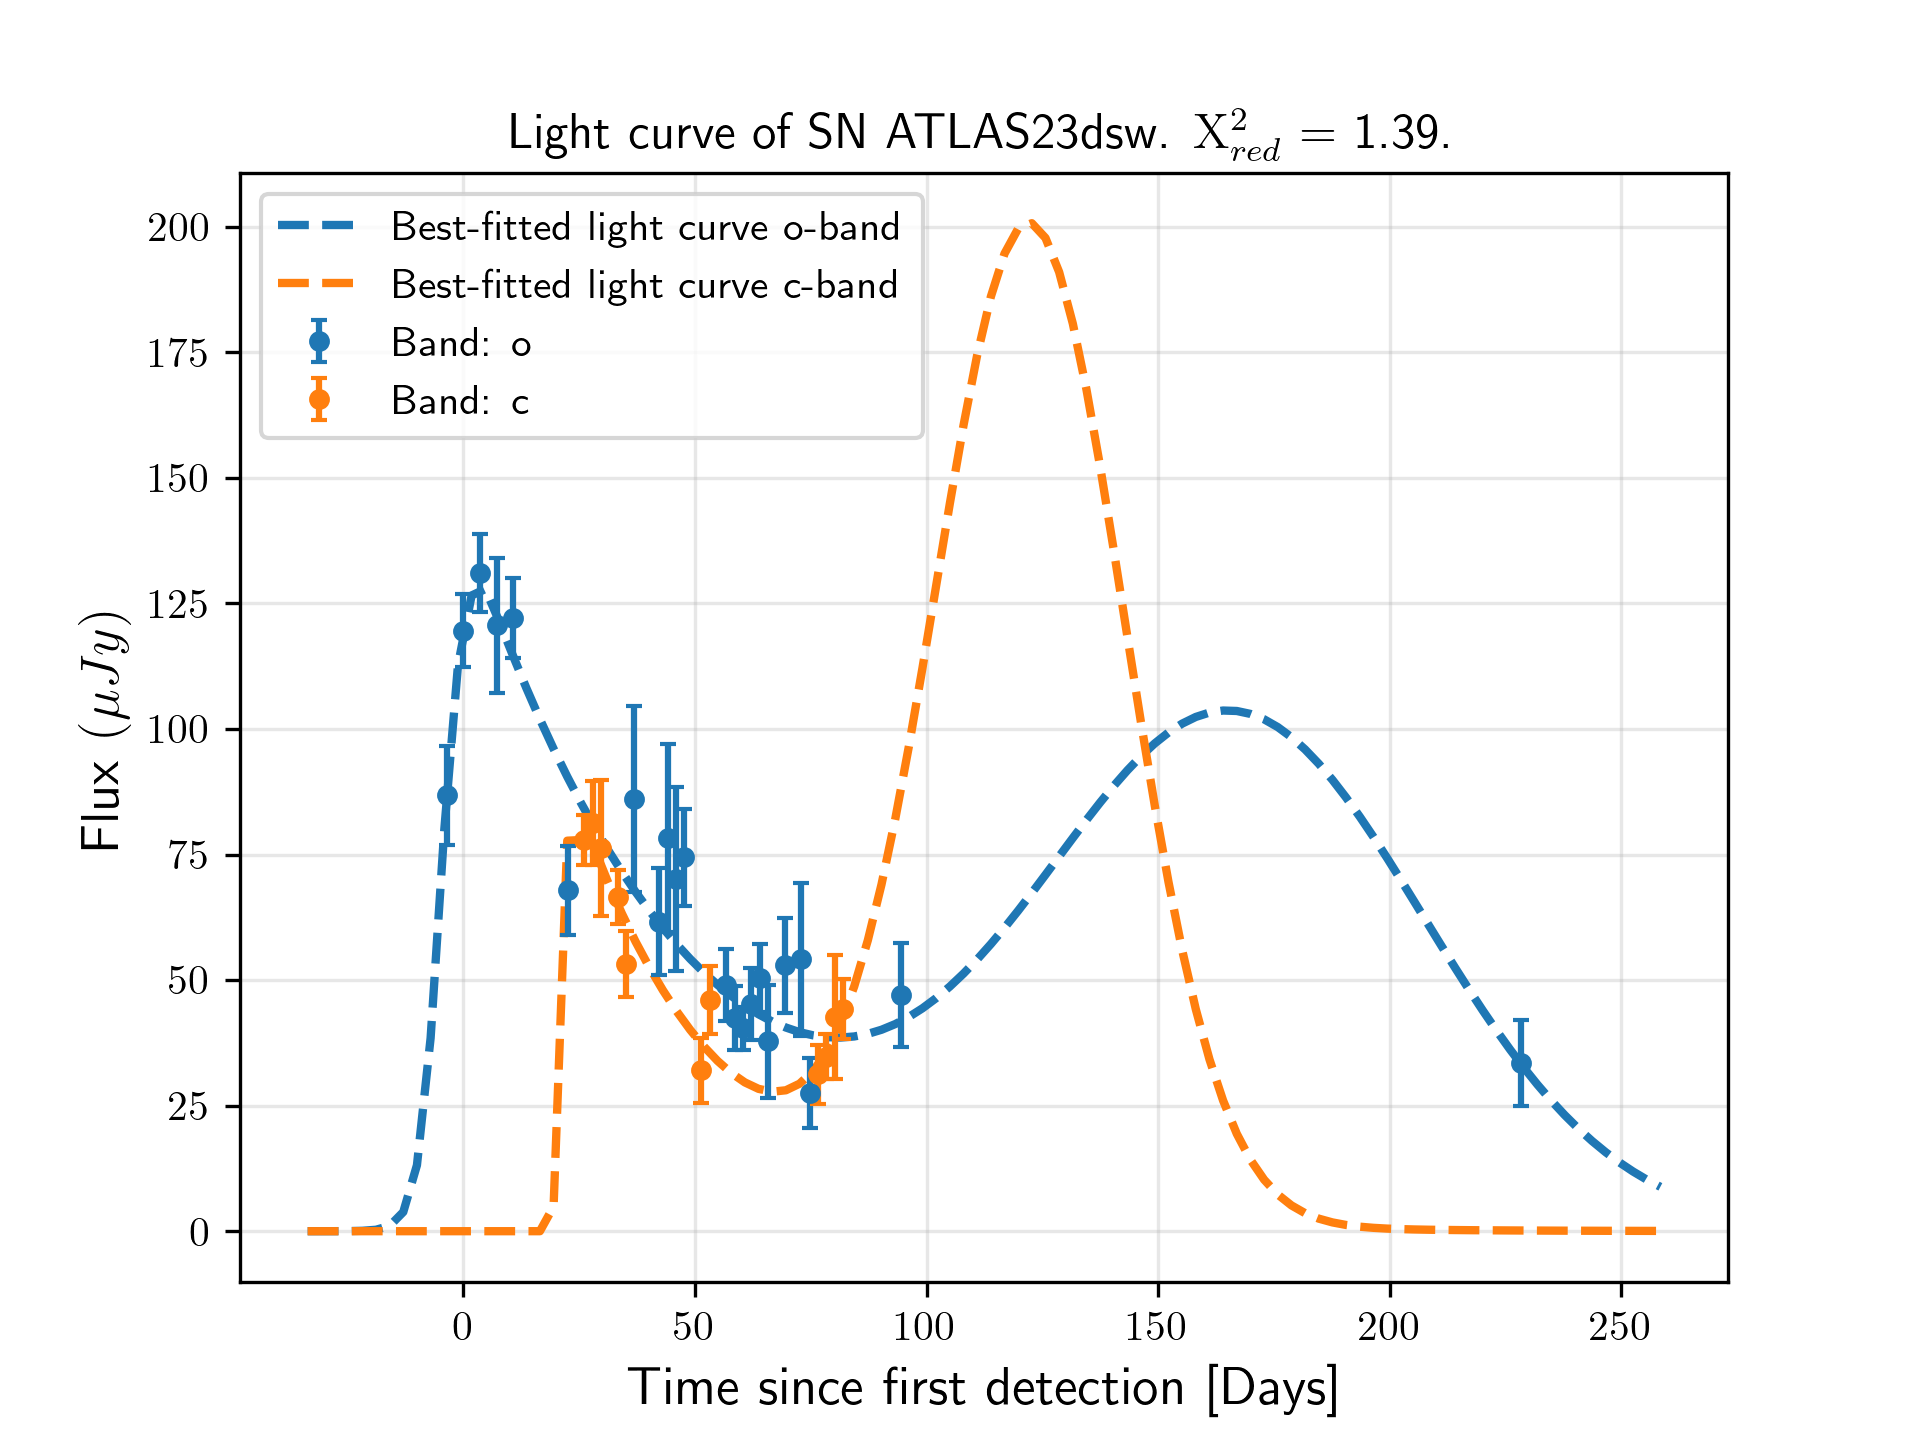 Light curve of SN ATLAS23dsw. X²_red = 1.39.
Best-fitted light curve o-band
Best-fitted light curve c-band
Band: o
Band: c
200
175
150
125
100
75
50
25
0
Flux (μJy)
0 50 100 150 200 250
Time since first detection [Days]